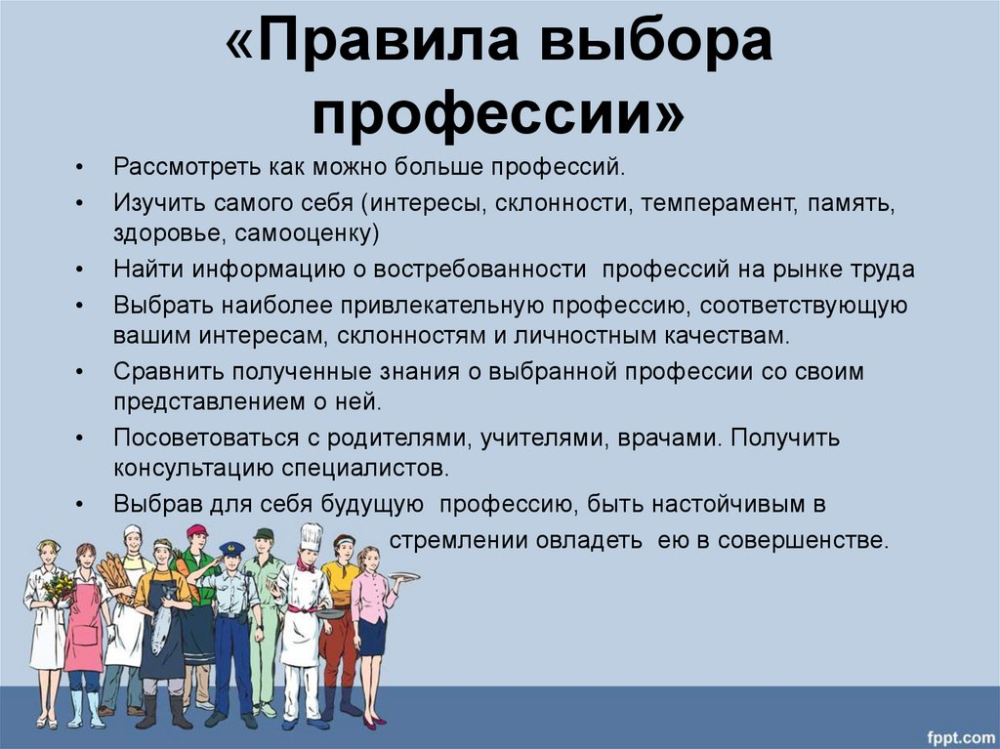 «Правила выбора
профессии»
• Рассмотреть как можно больше профессий.
• Изучить самого себя (интересы, склонности, темперамент, память,
здоровье, самооценку)
• Найти информацию о востребованности  профессий на рынке труда
• Выбрать наиболее привлекательную профессию, соответствующую
вашим интересам, склонностям и личностным качествам.
• Сравнить полученные знания о выбранной профессии со своим
представлением о ней.
• Посоветоваться с родителями, учителями, врачами. Получить
консультацию специалистов.
• Выбрав для себя будущую  профессию, быть настойчивым в
стремлении овладеть  ею в совершенстве.
fppt.com